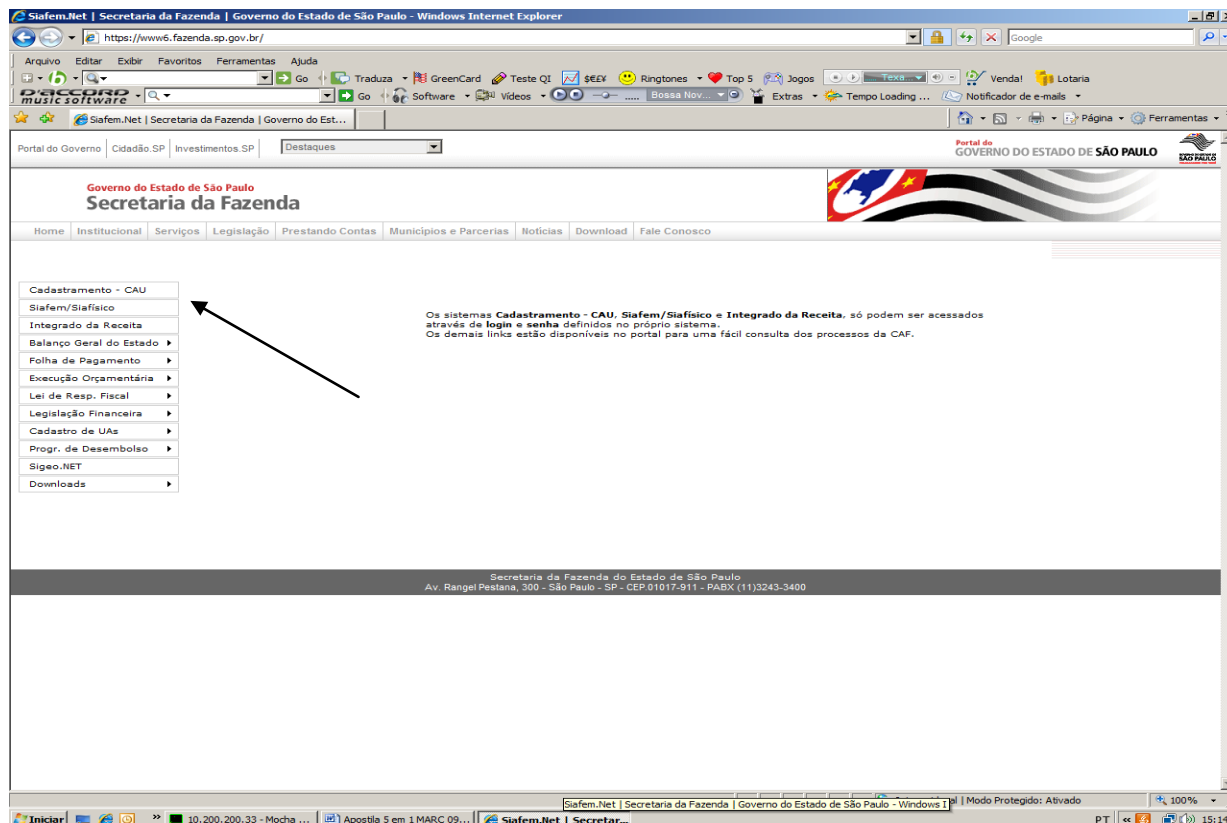 Siafem.Net | Secretaria da Fazenda | Governo do Estado de São Paulo - Windows Internet Explorer
https://www6.fazenda.sp.gov.br/
Google
Arquivo Editar Exibir Favoritos Ferramentas Ajuda
Go Traduza GreenCard Teste QI $€£¥ Ringtones Top 5 Jogos Texa Venda! Lotaria
D'ACCORD music software Go Software Vídeos ..... Bossa Nov... Extras Tempo Loading ... Notificador de e-mails
Siafem.Net | Secretaria da Fazenda | Governo do Est...
Página Ferramentas
Portal do Governo Cidadão.SP Investimentos.SP Destaques
Portal do
GOVERNO DO ESTADO DE SÃO PAULO
SÃO PAULO
Governo do Estado de São Paulo
Secretaria da Fazenda
Home Institucional Serviços Legislação Prestando Contas Municípios e Parcerias Notícias Download Fale Conosco
Cadastramento - CAU
Siafem/Siafísico
Integrado da Receita
Balanço Geral do Estado
Folha de Pagamento
Execução Orçamentária
Lei de Resp. Fiscal
Legislação Financeira
Cadastro de UAs
Progr. de Desembolso
Sigeo.NET
Downloads
Os sistemas Cadastramento - CAU, Siafem/Siafísico e Integrado da Receita, só podem ser acessados
através de login e senha definidos no próprio sistema.
Os demais links estão disponíveis no portal para uma fácil consulta dos processos da CAF.
Secretaria da Fazenda do Estado de São Paulo
Av. Rangel Pestana, 300 - São Paulo - SP - CEP.01017-911 - PABX (11)3243-3400
Siafem.Net | Secretaria da Fazenda | Governo do Estado de São Paulo - Windows I
al | Modo Protegido: Ativado
100%
Iniciar 10.200.200.33 - Mocha ... Apostila 5 em 1 MARC 09... Siafem.Net | Secretar... PT 15:14